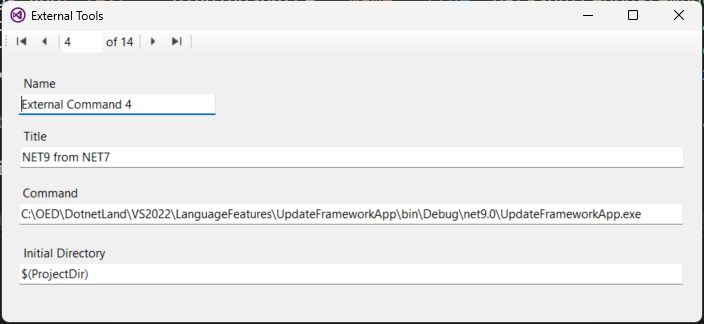 External Tools
4 of 14
Name
External Command 4
Title
NET9 from NET7
Command
C:\OED\DotnetLand\VS2022\LanguageFeatures\UpdateFrameworkApp\bin\Debug\net9.0\UpdateFrameworkApp.exe
Initial Directory
$(ProjectDir)